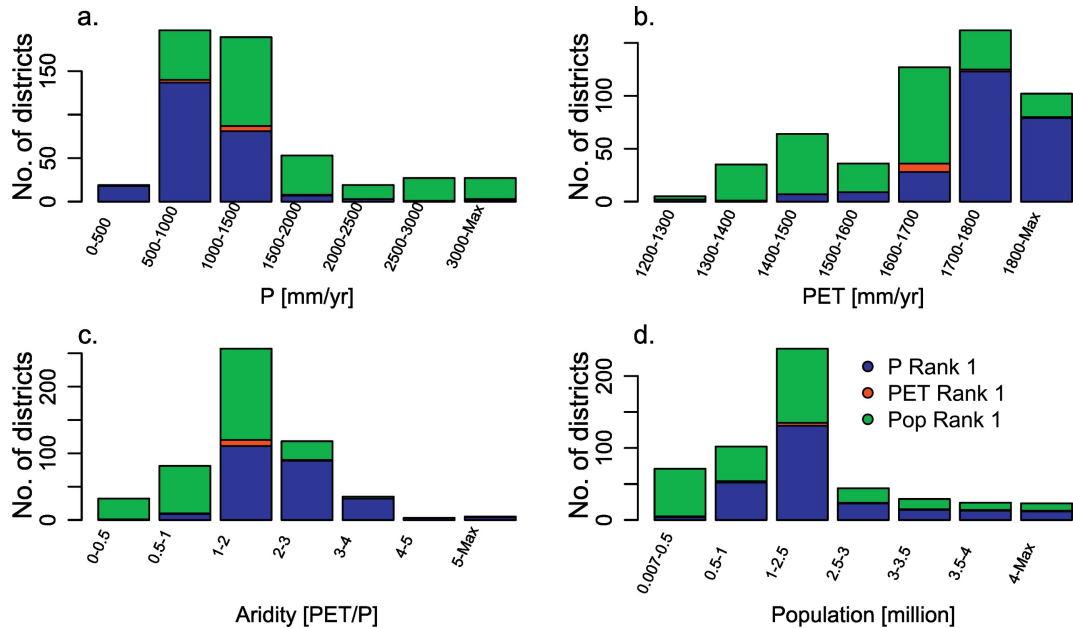 a.
No. of districts
0
50
150
0-500
500-1000
1000-1500
1500-2000
2000-2500
2500-3000
3000-Max
P [mm/yr]
b.
No. of districts
0
50
100
1200-1300
1300-1400
1400-1500
1500-1600
1600-1700
1700-1800
1800-Max
PET [mm/yr]
c.
No. of districts
0
100
200
0-0.5
0.5-1
1-2
2-3
3-4
4-5
5-Max
Aridity [PET/P]
d.
No. of districts
0
100
200
P Rank 1
PET Rank 1
Pop Rank 1
0.007-0.5
0.5-1
1-2.5
2.5-3
3-3.5
3.5-4
4-Max
Population [million]